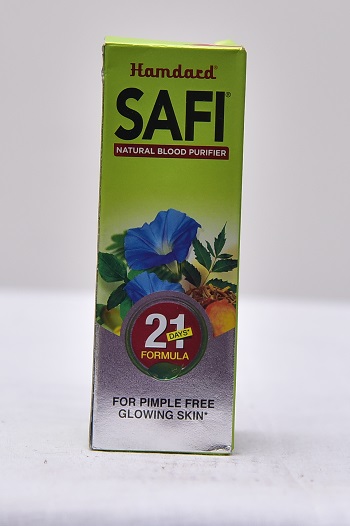 Hamdard®
SAFI®
NATURAL BLOOD PURIFIER
21
DAYS*
FORMULA
FOR PIMPLE FREE
GLOWING SKIN*